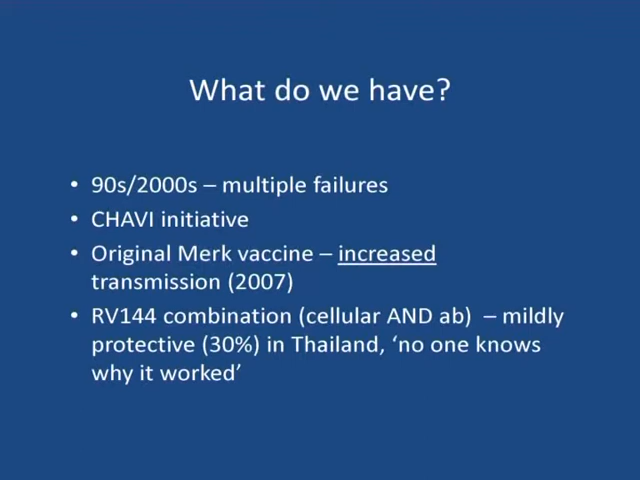 What do we have?
• 90s/2000s – multiple failures
• CHAVI initiative
• Original Merk vaccine – increased
transmission (2007)
• RV144 combination (cellular AND ab) – mildly
protective (30%) in Thailand, ‘no one knows
why it worked’